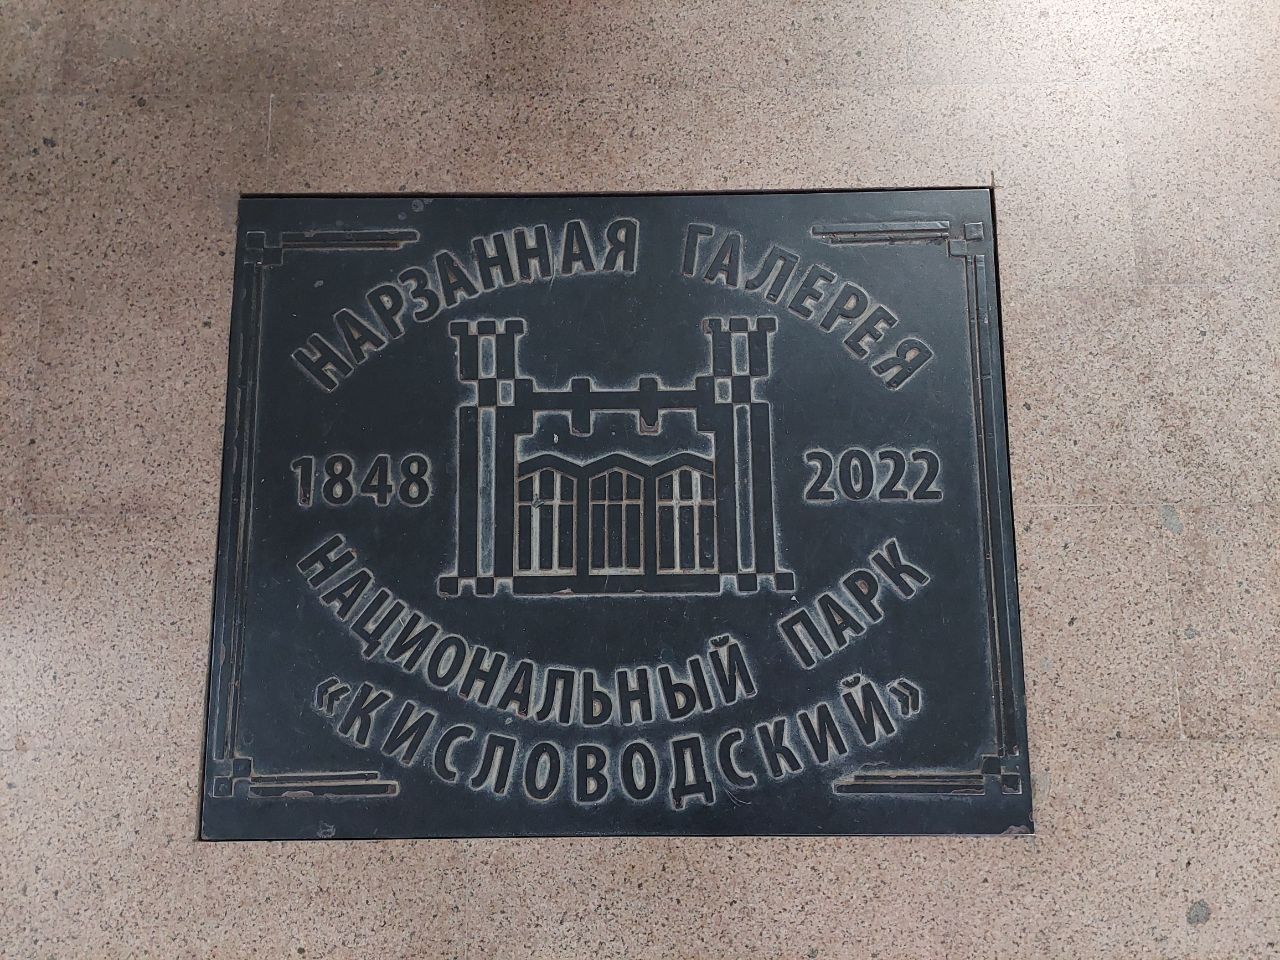 НАРЗАННАЯ ГАЛЕРЕЯ
1848
2022
НАЦИОНАЛЬНЫЙ ПАРК
«КИСЛОВОДСКИЙ»